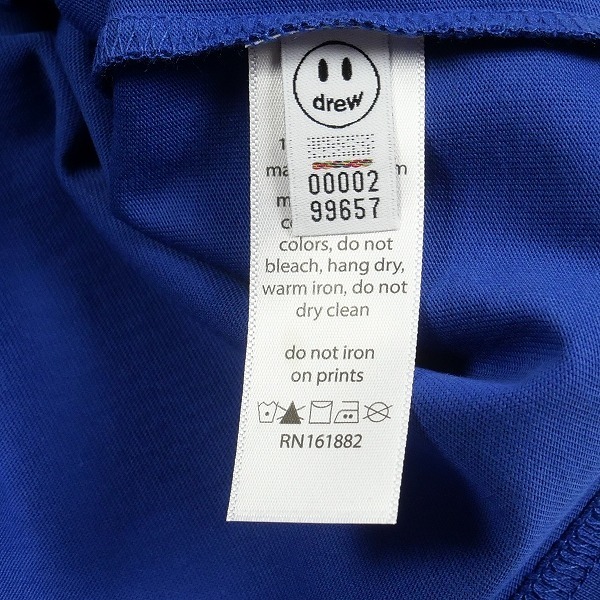 drew
00002
99657
colors, do not
bleach, hang dry,
warm iron, do not
dry clean
do not iron
on prints
RN161882